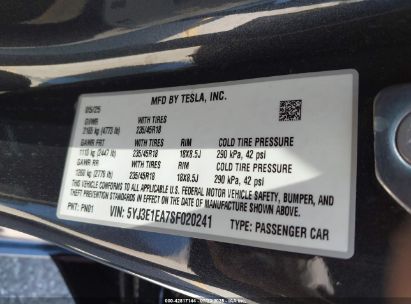 MFD BY TESLA, INC.
05/25
GVWR WITH TIRES
2165 kg (4773 lb) 235/45R18
GAWR FRT WITH TIRES RIM COLD TIRE PRESSURE
1110 kg (2447 lb) 235/45R18 18X8.5J 290 kPa, 42 psi
GAWR RR WITH TIRES RIM COLD TIRE PRESSURE
1260 kg (2778 lb) 235/45R18 18X8.5J 290 kPa, 42 psi
THIS VEHICLE CONFORMS TO ALL APPLICABLE U.S. FEDERAL MOTOR VEHICLE SAFETY, BUMPER, AND
THEFT PREVENTION STANDARDS IN EFFECT ON THE DATE OF MANUFACTURE SHOWN ABOVE.
PNT: PN01 VIN: 5YJ3E1EA7SF020241 TYPE: PASSENGER CAR